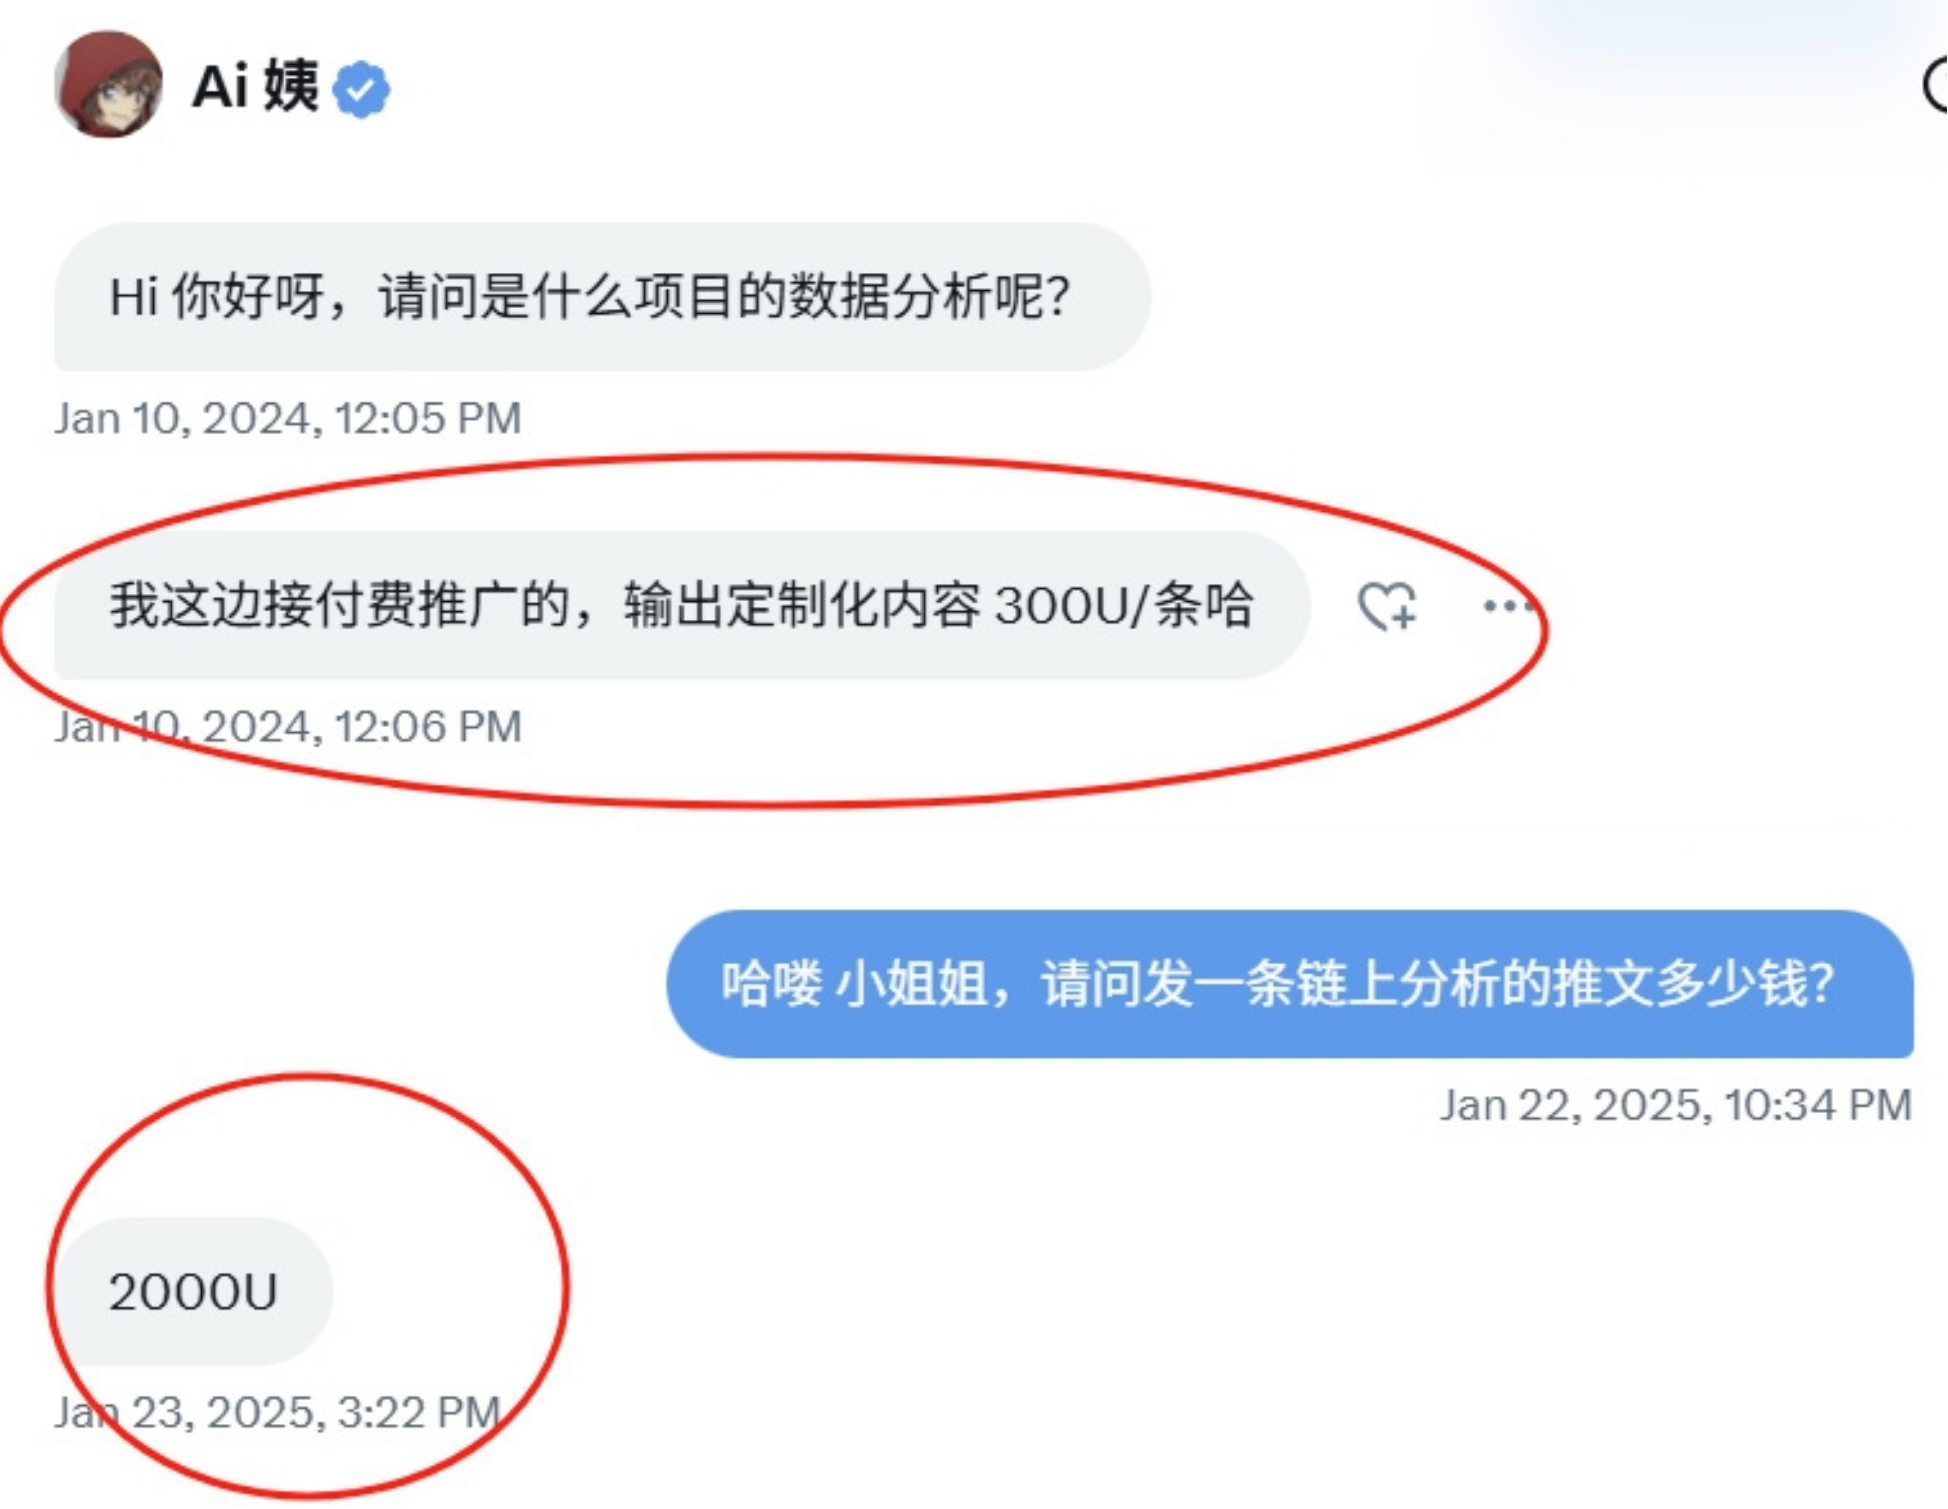 Ai 姨
Hi 你好呀，请问是什么项目的数据分析呢？
Jan 10, 2024, 12:05 PM
我这边接付费推广的，输出定制化内容 300U/条哈
Jan 10, 2024, 12:06 PM
哈喽 小姐姐，请问发一条链上分析的推文多少钱？
Jan 22, 2025, 10:34 PM
2000U
Jan 23, 2025, 3:22 PM